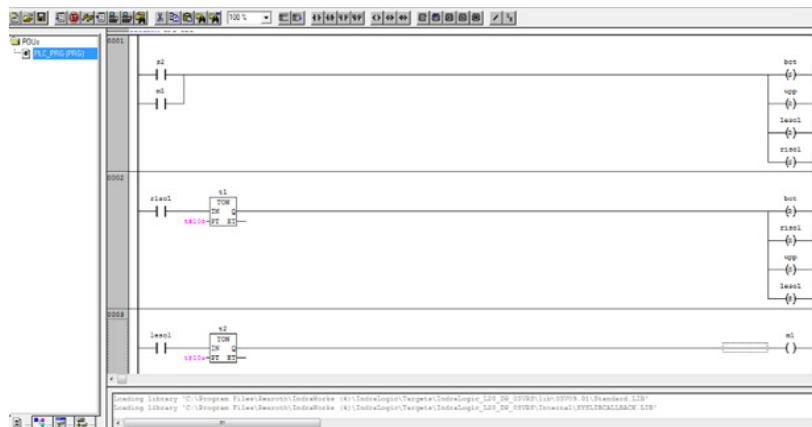 100 %
POUs
PLC_PRG (PRG)
0001
s2
bot
(S)
m1
upp
(R)
lesol
(R)
risol
(S)
0002
risol
t1
TON
IN Q
t#10s PT ET
bot
(R)
risol
(R)
upp
(S)
lesol
(S)
0003
lesol
t2
TON
IN Q
t#10s PT ET
m1
Loading library 'C:\Program Files\Rexroth\IndraWorks (4)\IndraLogic\Targets\IndraLogic_L20_DP_03VRS\lib\03V09.01\Standard.LIB'
Loading library 'C:\Program Files\Rexroth\IndraWorks (4)\IndraLogic\Targets\IndraLogic_L20_DP_03VRS\Internal\SYSLIBCALLBACK.LIB'